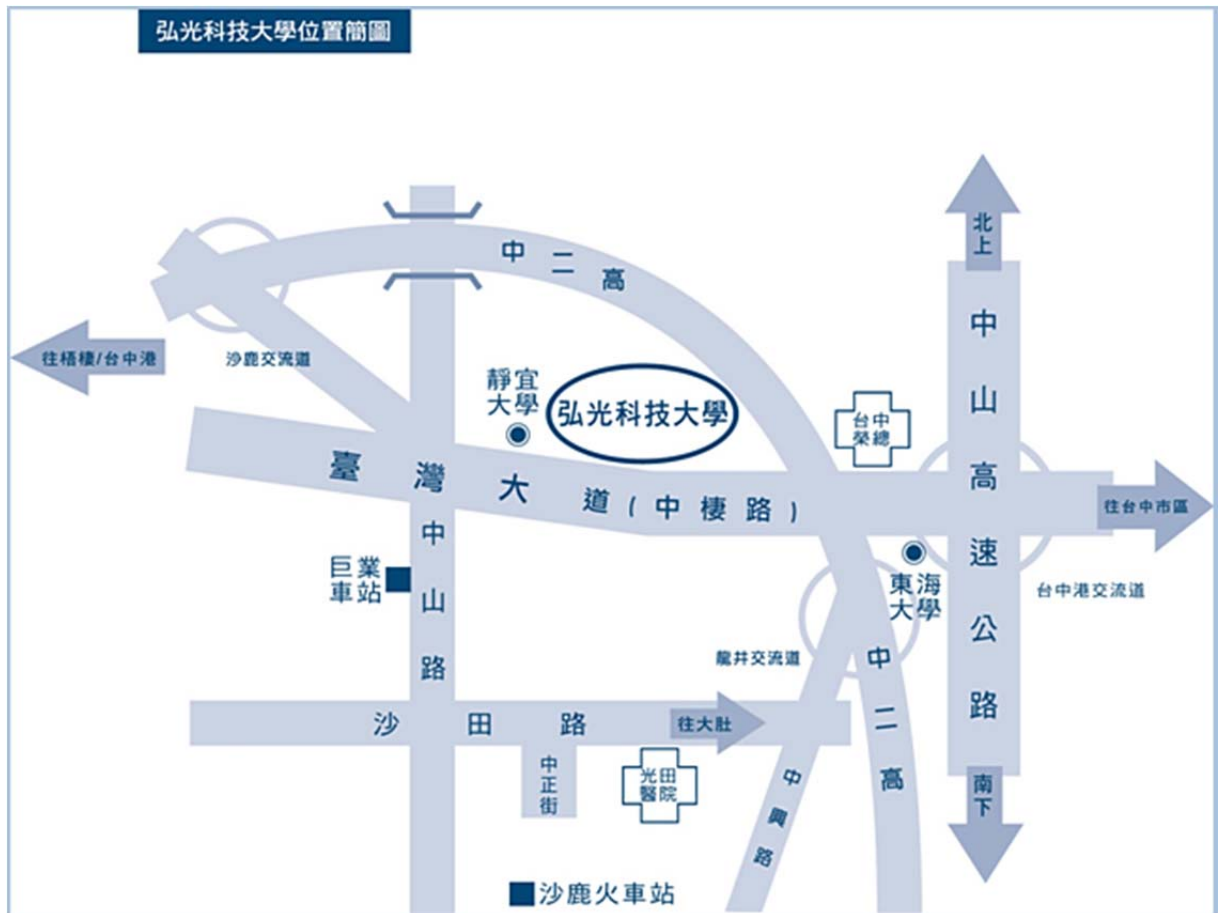 弘光科技大學位置簡圖
北上
中二高
中山高速公路
往梧棲/台中港
沙鹿交流道
靜宜
大學
弘光科技大學
台中
榮總
臺灣大道(中棲路)
往台中市區
中山路
巨業
車站
東海
大學
台中港交流道
龍井交流道
中二高
沙田路
往大肚
中正街
光田
醫院
中興路
南下
沙鹿火車站